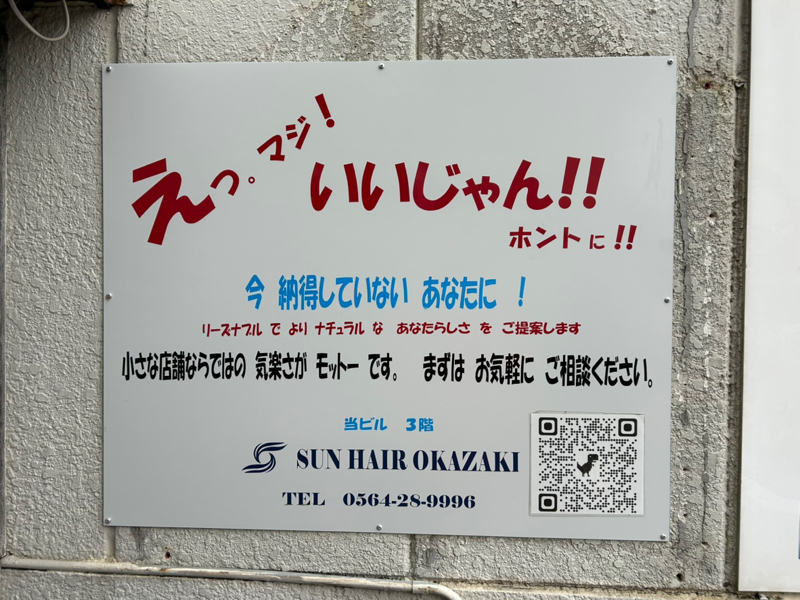 えっ。マジ！
いいじゃん!!
ホントに!!
今 納得していない あなたに ！
リーズナブル で より ナチュラル な あなたらしさ を ご提案します
小さな店舗ならではの 気楽さが モットー です。 まずは お気軽に ご相談ください。
当ビル 3階
SUN HAIR OKAZAKI
TEL 0564-28-9996